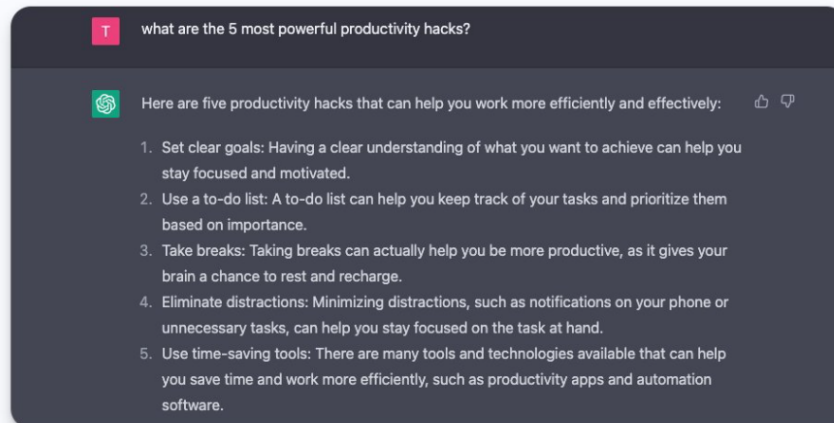 T
what are the 5 most powerful productivity hacks?
Here are five productivity hacks that can help you work more efficiently and effectively:
1. Set clear goals: Having a clear understanding of what you want to achieve can help you
stay focused and motivated.
2. Use a to-do list: A to-do list can help you keep track of your tasks and prioritize them
based on importance.
3. Take breaks: Taking breaks can actually help you be more productive, as it gives your
brain a chance to rest and recharge.
4. Eliminate distractions: Minimizing distractions, such as notifications on your phone or
unnecessary tasks, can help you stay focused on the task at hand.
5. Use time-saving tools: There are many tools and technologies available that can help
you save time and work more efficiently, such as productivity apps and automation
software.